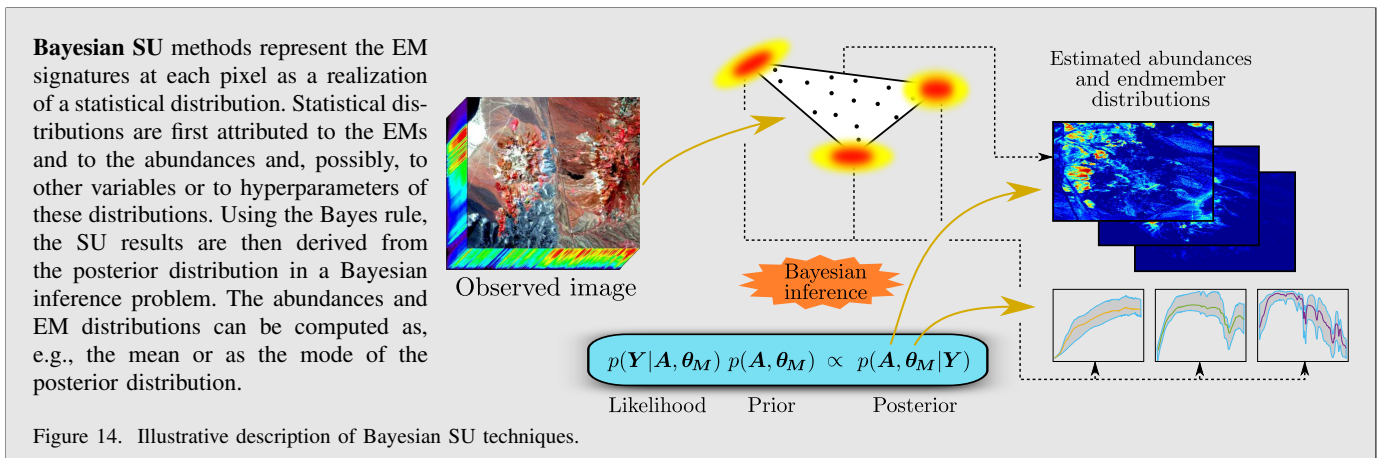 Bayesian SU methods represent the EM
signatures at each pixel as a realization
of a statistical distribution. Statistical dis-
tributions are first attributed to the EMs
and to the abundances and, possibly, to
other variables or to hyperparameters of
these distributions. Using the Bayes rule,
the SU results are then derived from
the posterior distribution in a Bayesian
inference problem. The abundances and
EM distributions can be computed as,
e.g., the mean or as the mode of the
posterior distribution.
Observed image
Estimated abundances
and endmember
distributions
Bayesian
inference
p(Y|A, θ_M) p(A, θ_M) ∝ p(A, θ_M|Y)
Likelihood Prior Posterior
Figure 14. Illustrative description of Bayesian SU techniques.